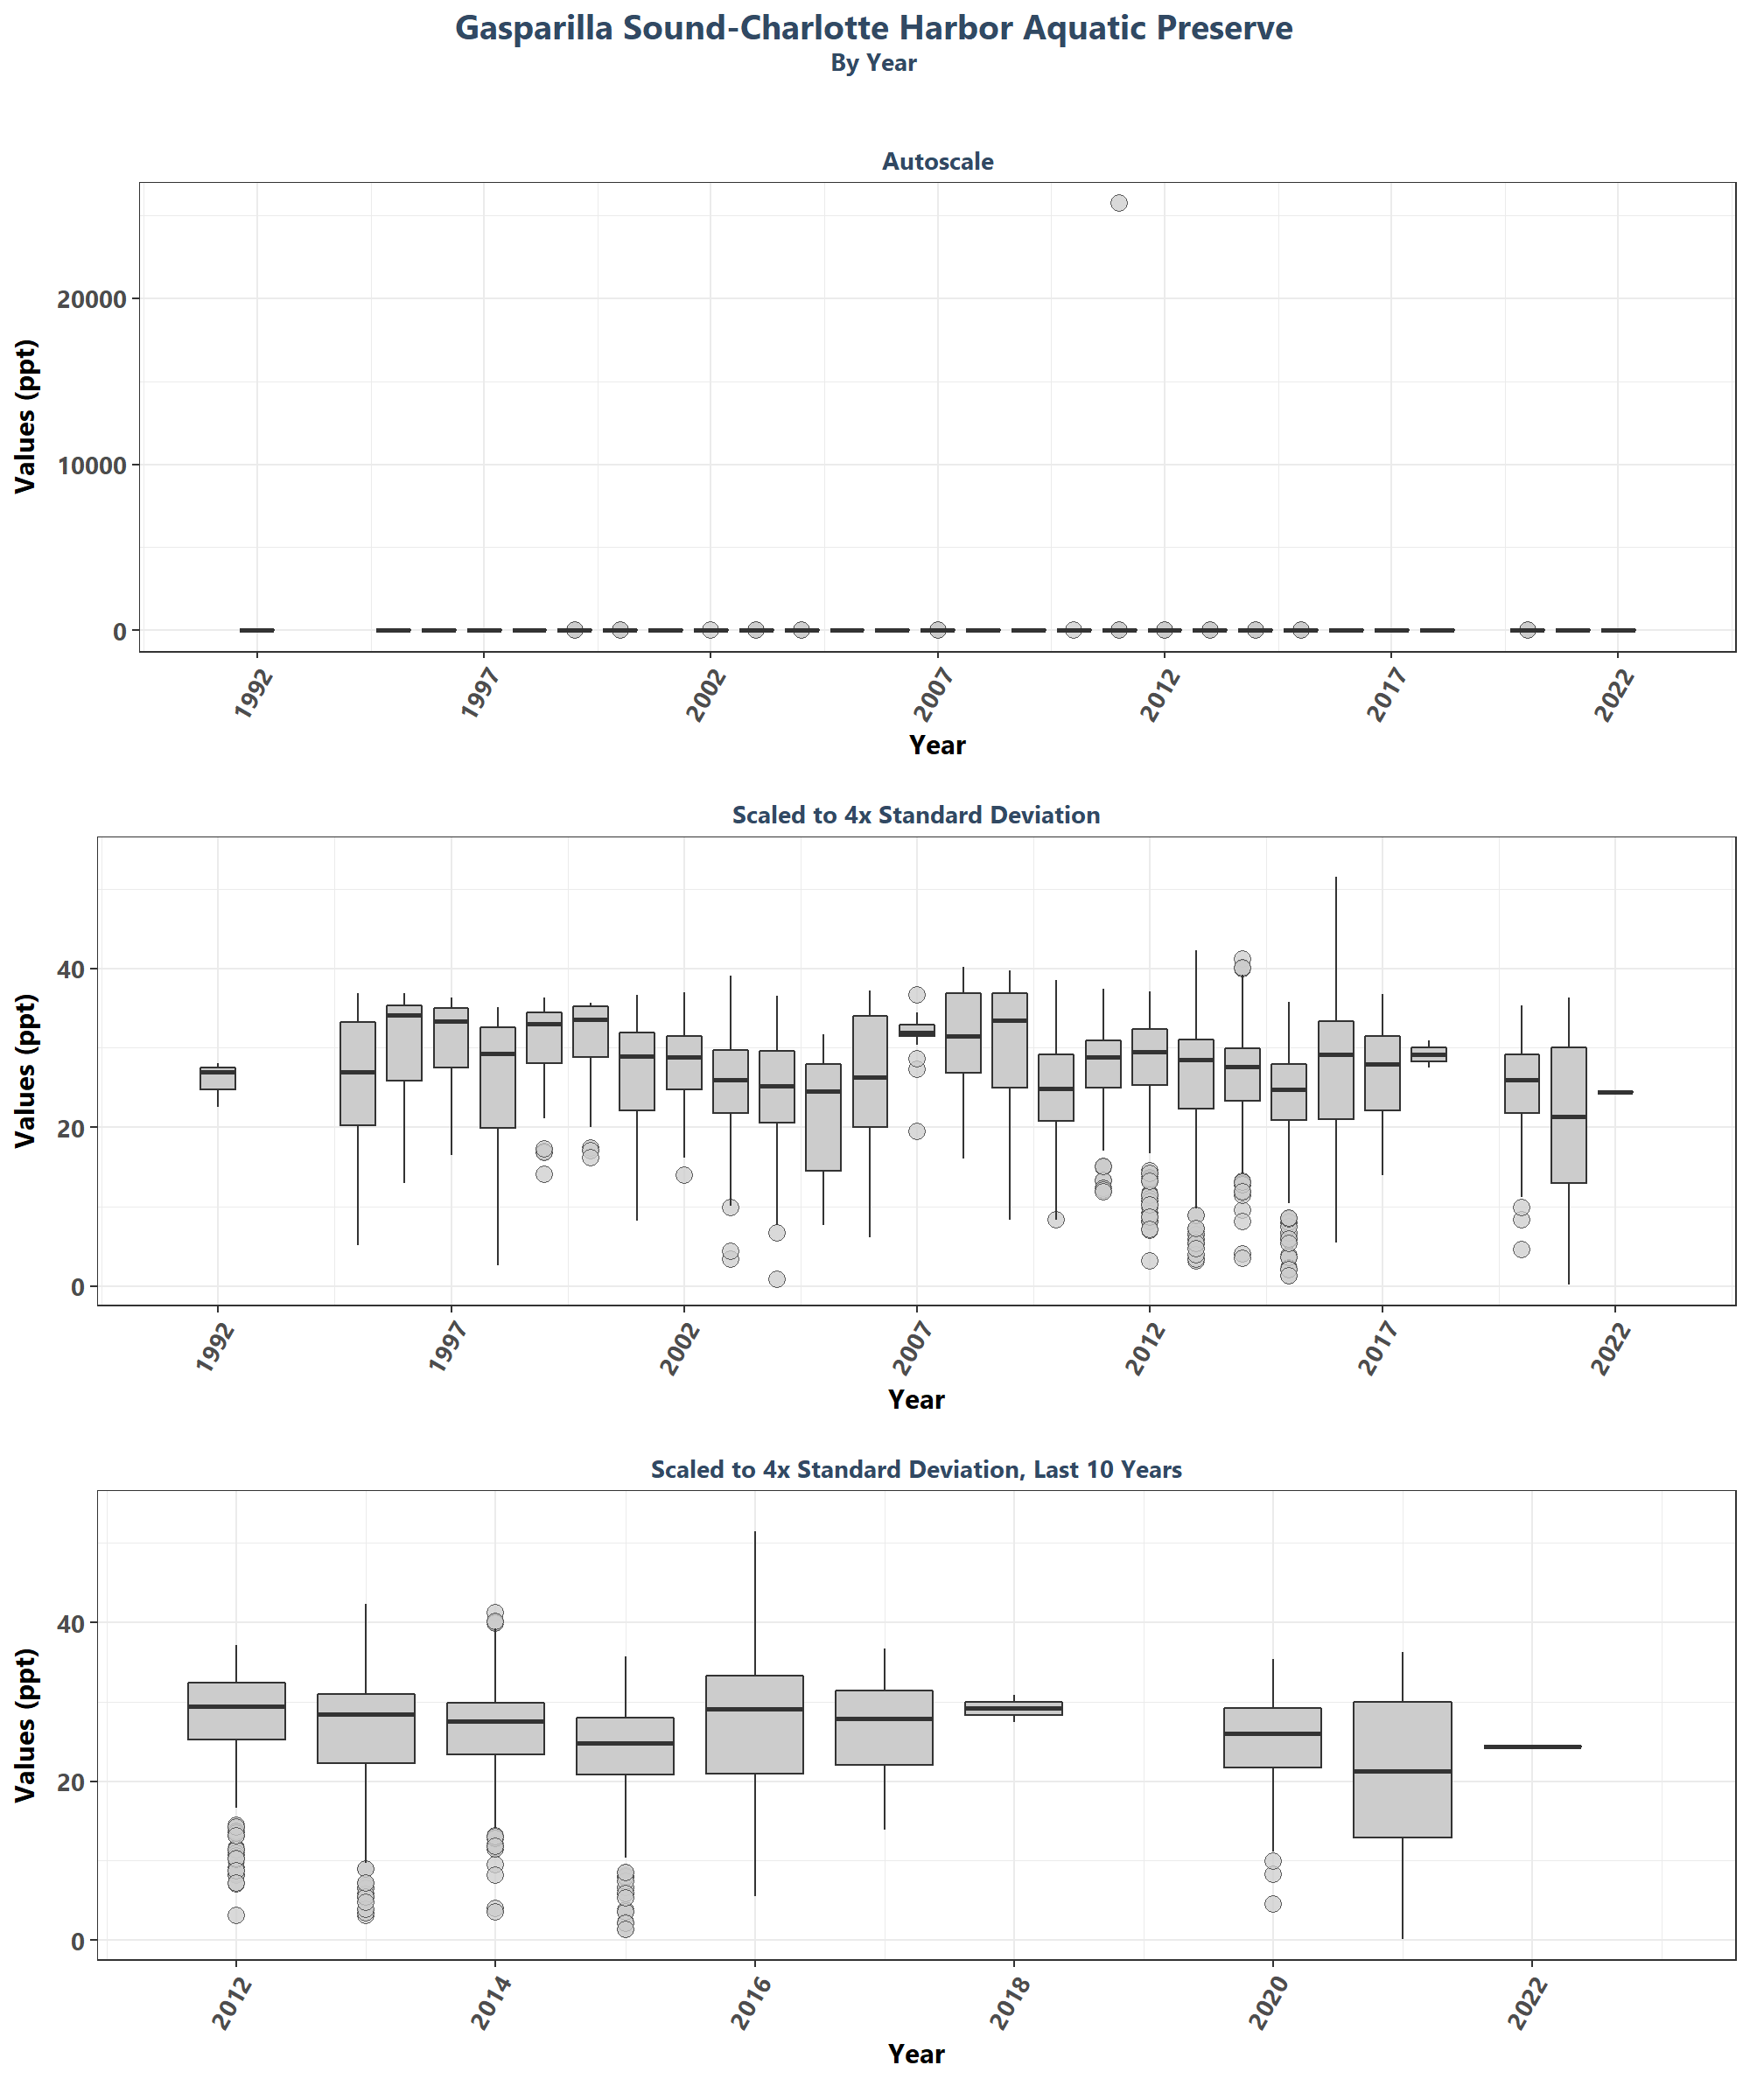 Gasparilla Sound-Charlotte Harbor Aquatic Preserve
By Year
Autoscale
Values (ppt)
20000
10000
0
1992 1997 2002 2007 2012 2017 2022
Year
Scaled to 4x Standard Deviation
Values (ppt)
40
20
0
1992 1997 2002 2007 2012 2017 2022
Year
Scaled to 4x Standard Deviation, Last 10 Years
Values (ppt)
40
20
0
2012 2014 2016 2018 2020 2022
Year